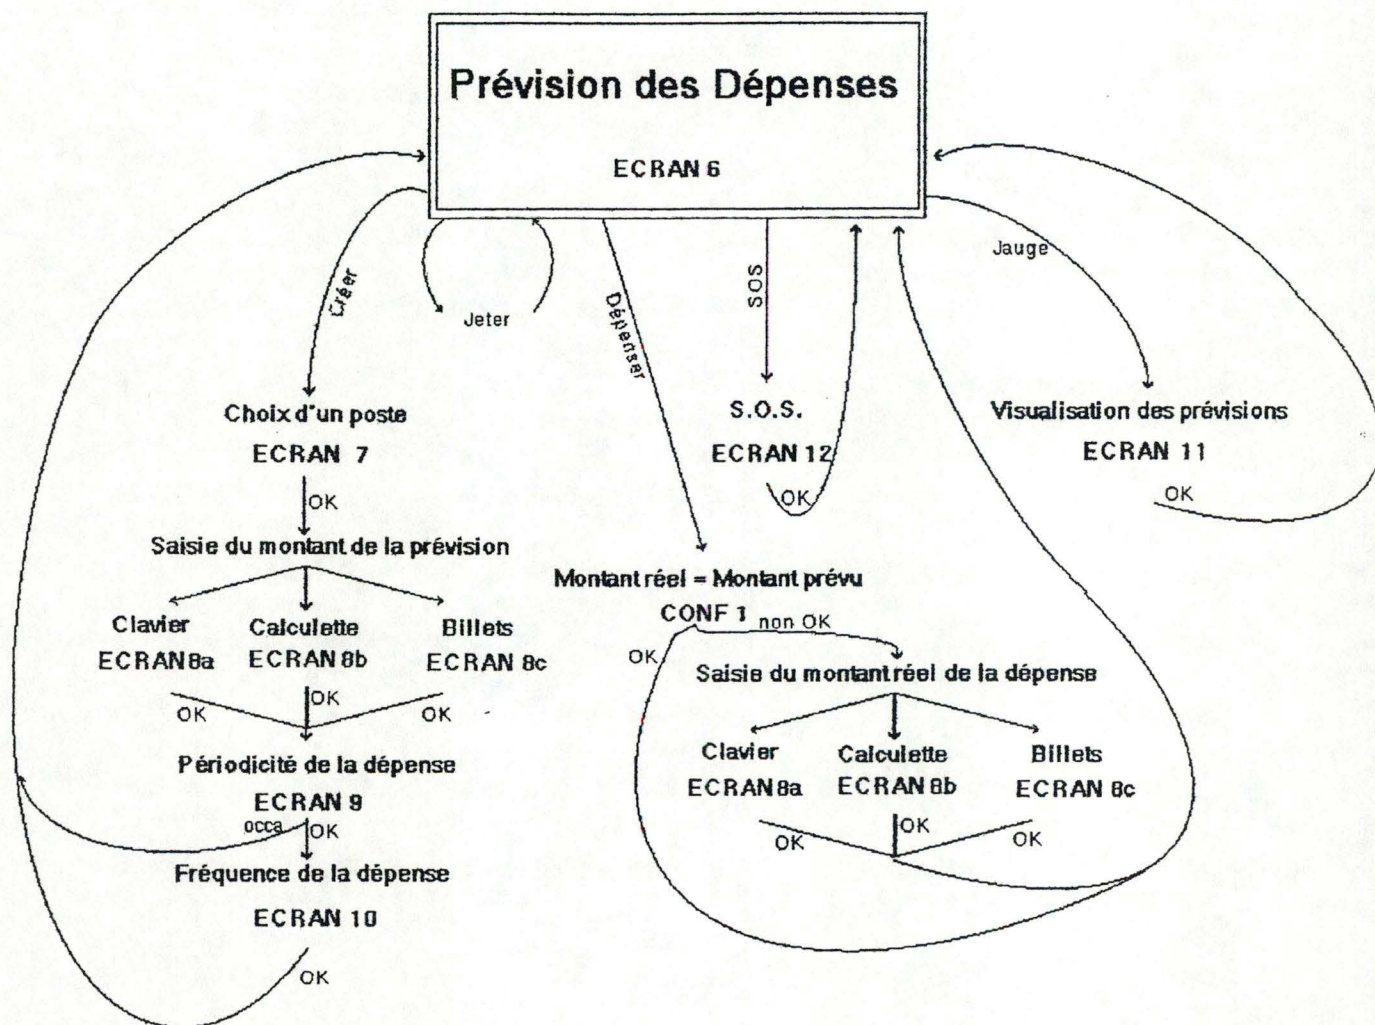 Prévision des Dépenses
ECRAN 6
Créer
Jeter
Dépenser
SOS
Jauge
Choix d'un poste
ECRAN 7
OK
S.O.S.
ECRAN 12
OK
Visualisation des prévisions
ECRAN 11
OK
Saisie du montant de la prévision
Clavier
ECRAN 8a
Calculette
ECRAN 8b
Billets
ECRAN 8c
OK
OK
OK
Périodicité de la dépense
ECRAN 9
occa
OK
Fréquence de la dépense
ECRAN 10
OK
Montant réel = Montant prévu
CONF 1
OK
non OK
Saisie du montant réel de la dépense
Clavier
ECRAN 8a
Calculette
ECRAN 8b
Billets
ECRAN 8c
OK
OK
OK